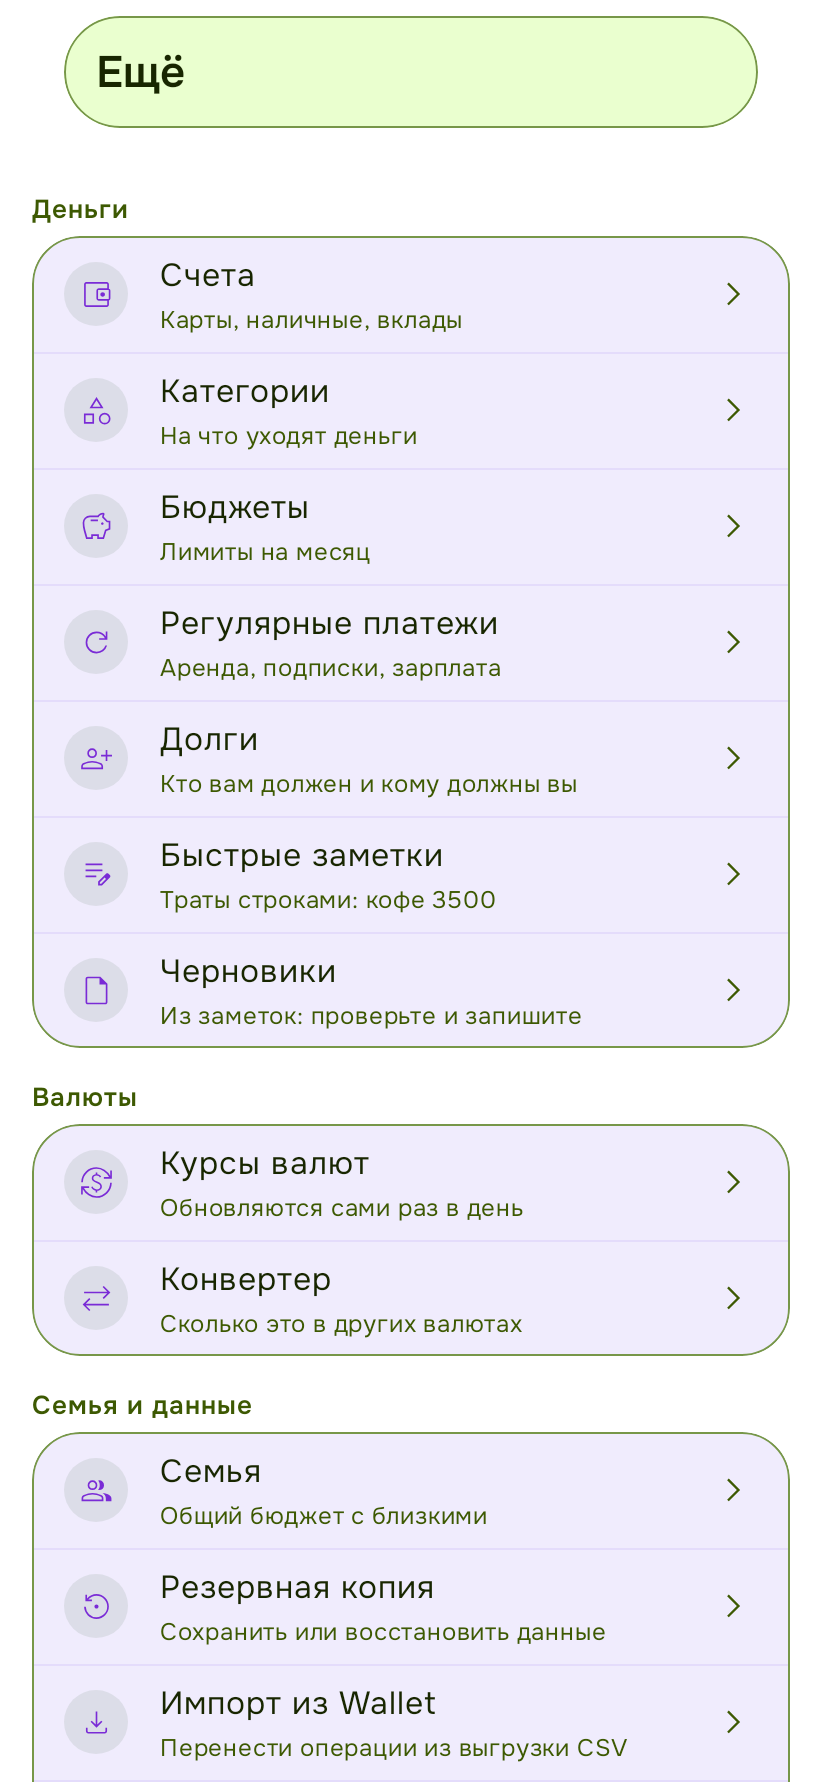 Ещё
Деньги
Счета
Карты, наличные, вклады
Категории
На что уходят деньги
Бюджеты
Лимиты на месяц
Регулярные платежи
Аренда, подписки, зарплата
Долги
Кто вам должен и кому должны вы
Быстрые заметки
Траты строками: кофе 3500
Черновики
Из заметок: проверьте и запишите
Валюты
Курсы валют
Обновляются сами раз в день
Конвертер
Сколько это в других валютах
Семья и данные
Семья
Общий бюджет с близкими
Резервная копия
Сохранить или восстановить данные
Импорт из Wallet
Перенести операции из выгрузки CSV